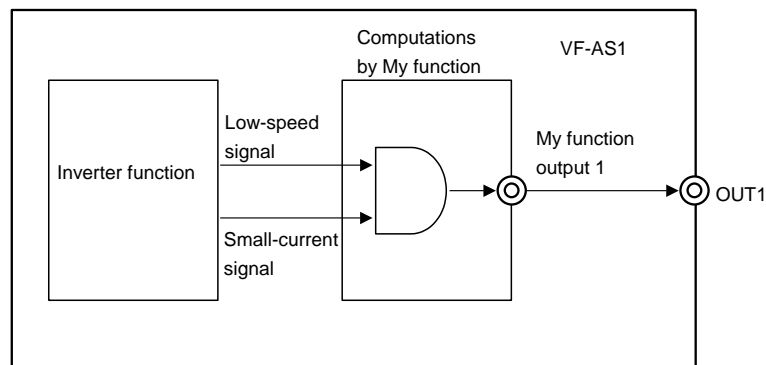 Computations
by My function
VF-AS1
Low-speed
signal
My function
output 1
Inverter function
OUT1
Small-current
signal